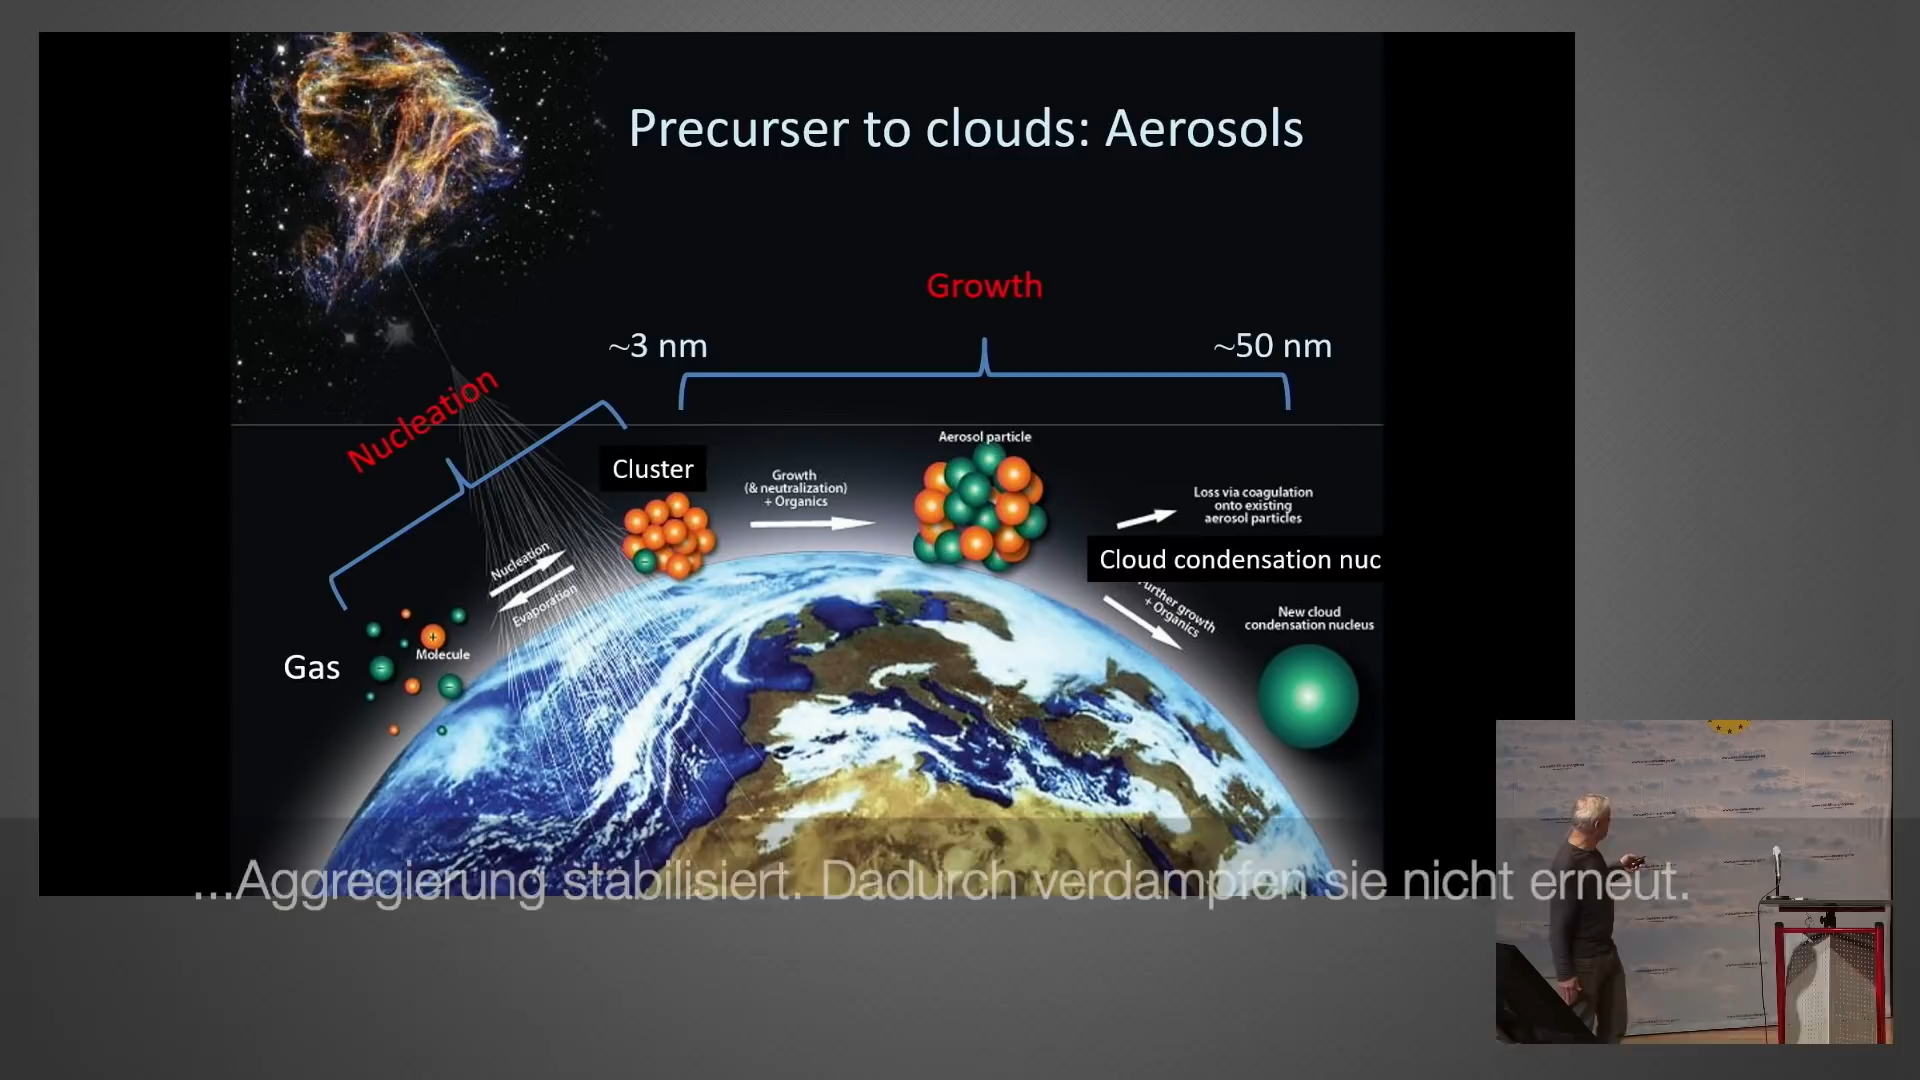 Precurser to clouds: Aerosols
Growth
~3 nm
~50 nm
Nucleation
Cluster
Aerosol particle
Growth
(& neutralization)
+ Organics
Loss via coagulation
onto existing
aerosol particles
Cloud condensation nuc
Nucleation
Evaporation
Further growth
+ Organics
New cloud
condensation nucleus
Gas
Molecule
...Aggregierung stabilisiert. Dadurch verdampfen sie nicht erneut.